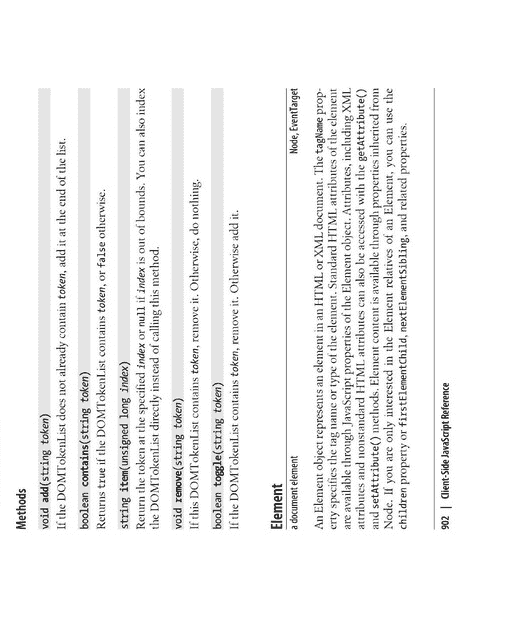 Methods
void add(string token)
If the DOMTokenList does not already contain token, add it at the end of the list.
boolean contains(string token)
Returns true if the DOMTokenList contains token, or false otherwise.
string item(unsigned long index)
Return the token at the specified index or null if index is out of bounds. You can also index
the DOMTokenList directly instead of calling this method.
void remove(string token)
If this DOMTokenList contains token, remove it. Otherwise, do nothing.
boolean toggle(string token)
If the DOMTokenList contains token, remove it. Otherwise add it.
Element
a document element Node, EventTarget
An Element object represents an element in an HTML or XML document. The tagName prop-
erty specifies the tag name or type of the element. Standard HTML attributes of the element
are available through JavaScript properties of the Element object. Attributes, including XML
attributes and nonstandard HTML attributes can also be accessed with the getAttribute()
and setAttribute() methods. Element content is available through properties inherited from
Node. If you are only interested in the Element relatives of an Element, you can use the
children property or firstElementChild, nextElementSibling, and related properties.
902 | Client-Side JavaScript Reference